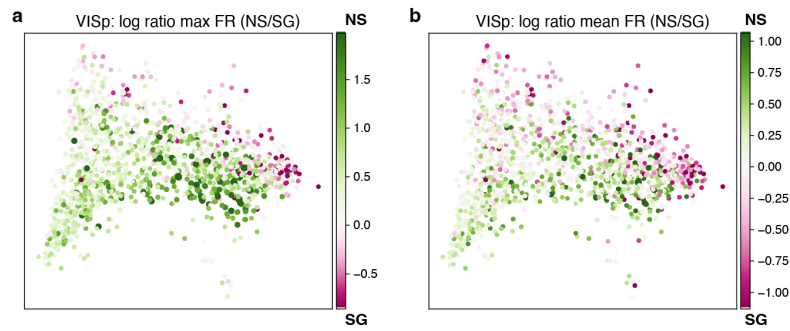 a
VISp: log ratio max FR (NS/SG)
NS
1.5
1.0
0.5
0.0
−0.5
SG
b
VISp: log ratio mean FR (NS/SG)
NS
1.00
0.75
0.50
0.25
0.00
−0.25
−0.50
−0.75
−1.00
SG